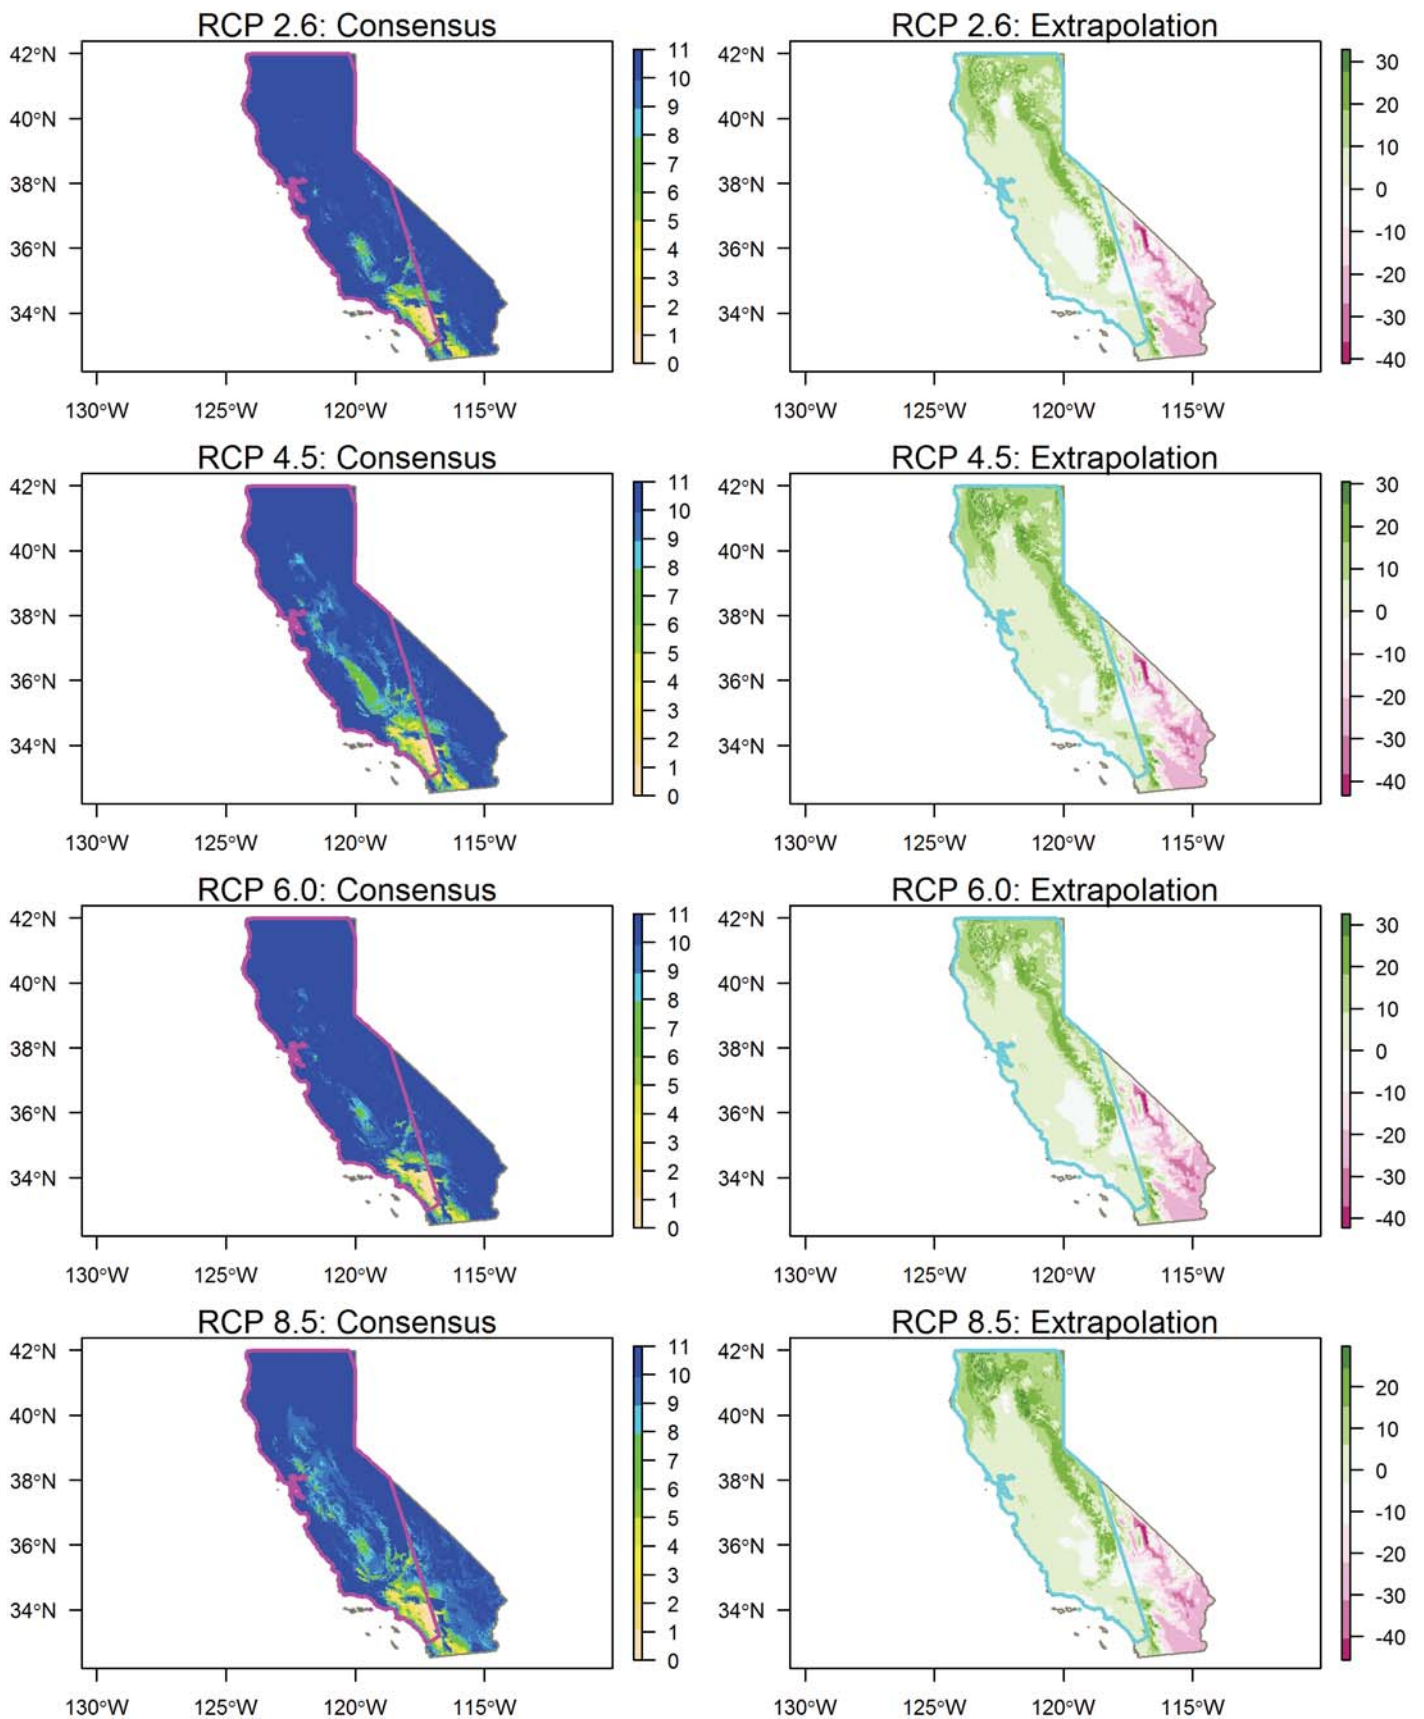 RCP 2.6: Consensus
42°N
40°N
38°N
36°N
34°N
11
10
9
8
7
6
5
4
3
2
1
0
130°W 125°W 120°W 115°W
RCP 2.6: Extrapolation
42°N
40°N
38°N
36°N
34°N
30
20
10
0
-10
-20
-30
-40
130°W 125°W 120°W 115°W
RCP 4.5: Consensus
42°N
40°N
38°N
36°N
34°N
11
10
9
8
7
6
5
4
3
2
1
0
130°W 125°W 120°W 115°W
RCP 4.5: Extrapolation
42°N
40°N
38°N
36°N
34°N
30
20
10
0
-10
-20
-30
-40
130°W 125°W 120°W 115°W
RCP 6.0: Consensus
42°N
40°N
38°N
36°N
34°N
11
10
9
8
7
6
5
4
3
2
1
0
130°W 125°W 120°W 115°W
RCP 6.0: Extrapolation
42°N
40°N
38°N
36°N
34°N
30
20
10
0
-10
-20
-30
-40
130°W 125°W 120°W 115°W
RCP 8.5: Consensus
42°N
40°N
38°N
36°N
34°N
11
10
9
8
7
6
5
4
3
2
1
0
130°W 125°W 120°W 115°W
RCP 8.5: Extrapolation
42°N
40°N
38°N
36°N
34°N
20
10
0
-10
-20
-30
-40
130°W 125°W 120°W 115°W